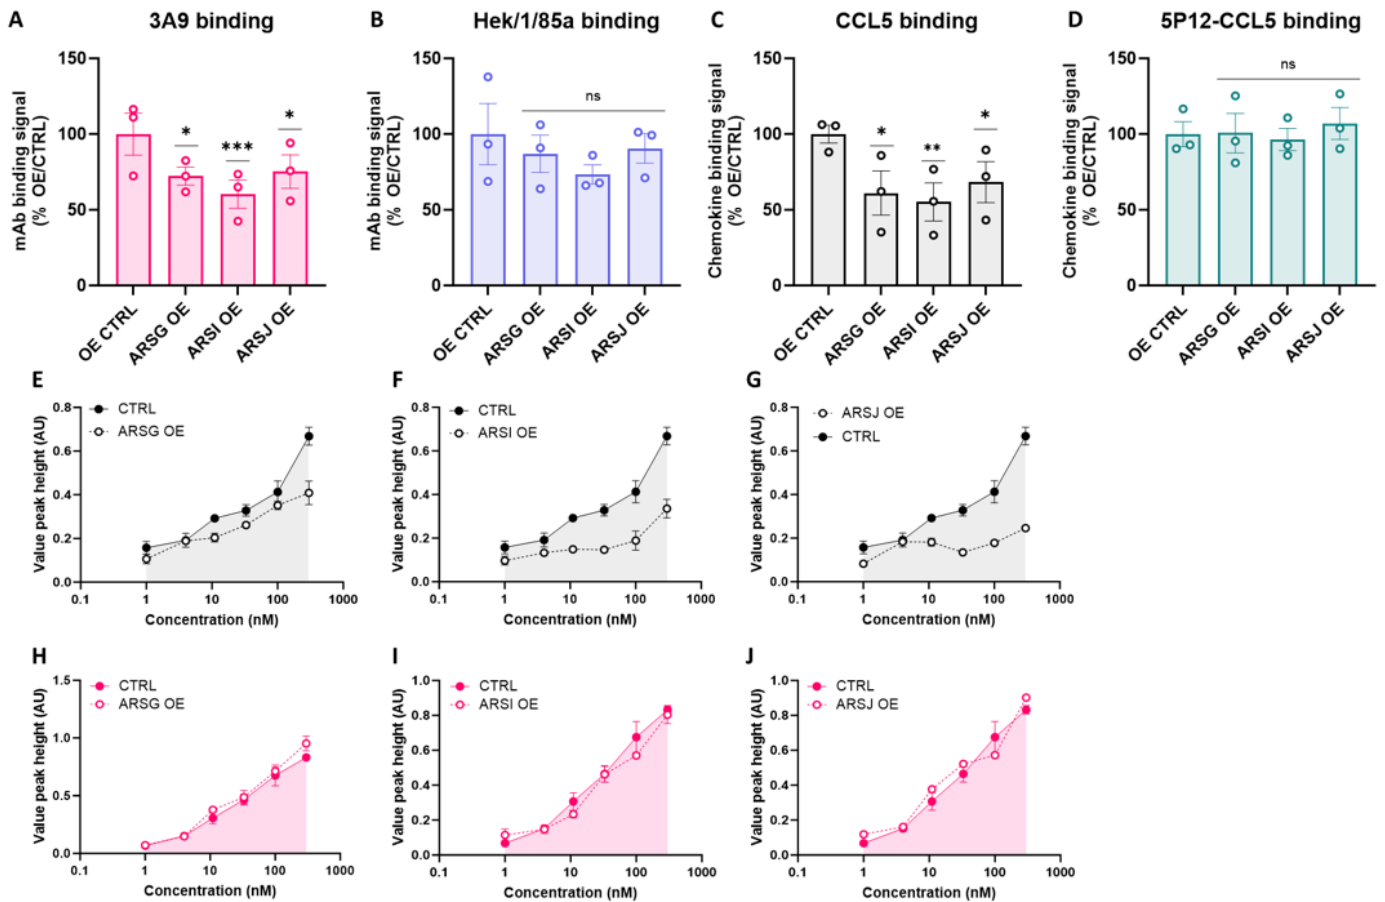 A
3A9 binding
mAb binding signal
(% OE/CTRL)
150
100
50
0
*
***
*
OE CTRL
ARSG OE
ARSI OE
ARSJ OE
B
Hek/1/85a binding
mAb binding signal
(% OE/CTRL)
150
100
50
0
ns
OE CTRL
ARSG OE
ARSI OE
ARSJ OE
C
CCL5 binding
Chemokine binding signal
(% OE/CTRL)
150
100
50
0
*
**
*
OE CTRL
ARSG OE
ARSI OE
ARSJ OE
D
5P12-CCL5 binding
Chemokine binding signal
(% OE/CTRL)
150
100
50
0
ns
OE CTRL
ARSG OE
ARSI OE
ARSJ OE
E
Value peak height (AU)
0.8
0.6
0.4
0.2
0.0
CTRL
ARSG OE
0.1 1 10 100 1000
Concentration (nM)
F
Value peak height (AU)
0.8
0.6
0.4
0.2
0.0
CTRL
ARSI OE
0.1 1 10 100 1000
Concentration (nM)
G
Value peak height (AU)
0.8
0.6
0.4
0.2
0.0
ARSJ OE
CTRL
0.1 1 10 100 1000
Concentration (nM)
H
Value peak height (AU)
1.5
1.0
0.5
0.0
CTRL
ARSG OE
0.1 1 10 100 1000
Concentration (nM)
I
Value peak height (AU)
1.0
0.8
0.6
0.4
0.2
0.0
CTRL
ARSI OE
0.1 1 10 100 1000
Concentration (nM)
J
Value peak height (AU)
1.0
0.8
0.6
0.4
0.2
0.0
CTRL
ARSJ OE
0.1 1 10 100 1000
Concentration (nM)